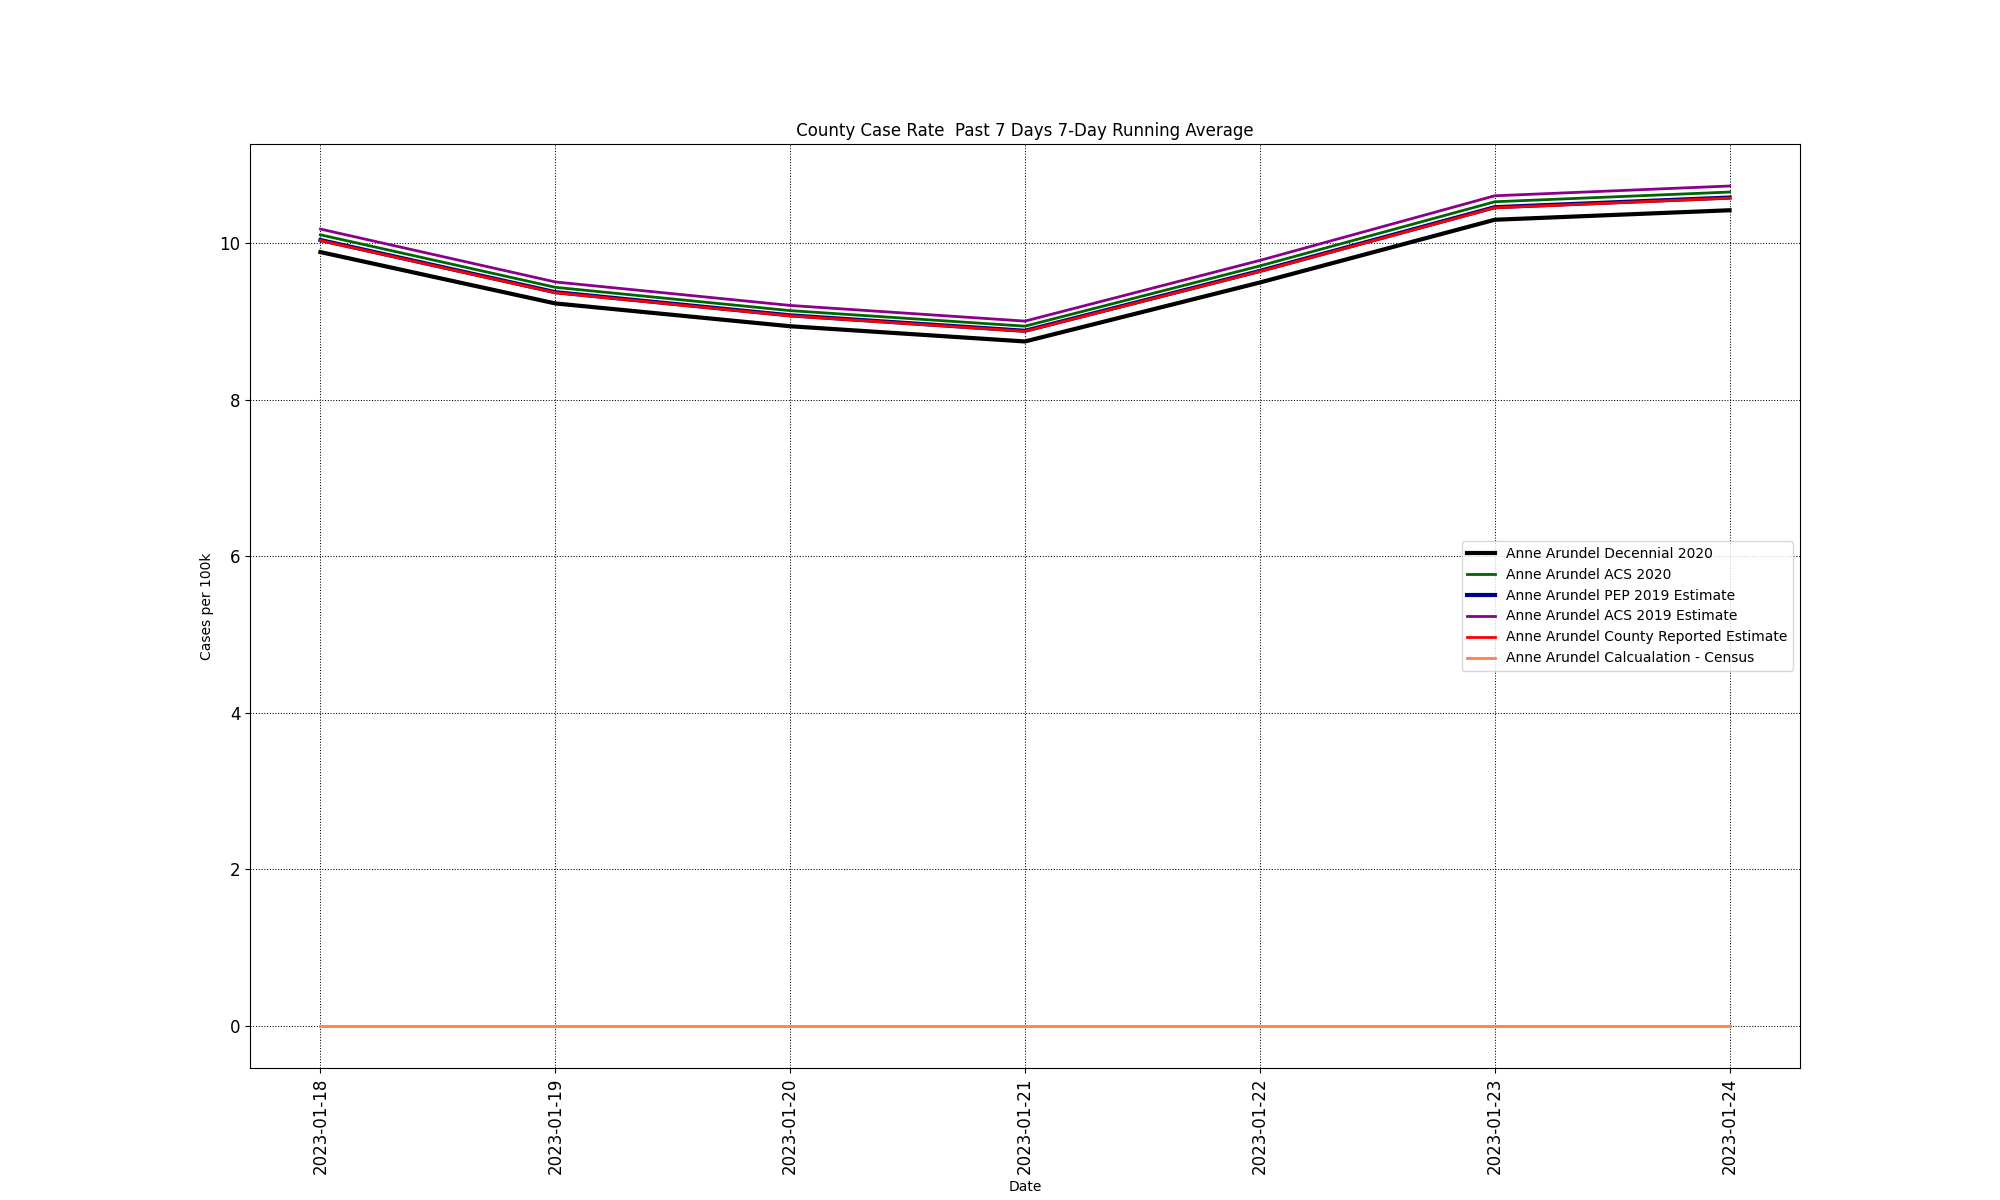 County Case Rate  Past 7 Days 7-Day Running Average
Cases per 100k
10
8
6
4
2
0
Anne Arundel Decennial 2020
Anne Arundel ACS 2020
Anne Arundel PEP 2019 Estimate
Anne Arundel ACS 2019 Estimate
Anne Arundel County Reported Estimate
Anne Arundel Calcualation - Census
2023-01-18
2023-01-19
2023-01-20
2023-01-21
2023-01-22
2023-01-23
2023-01-24
Date